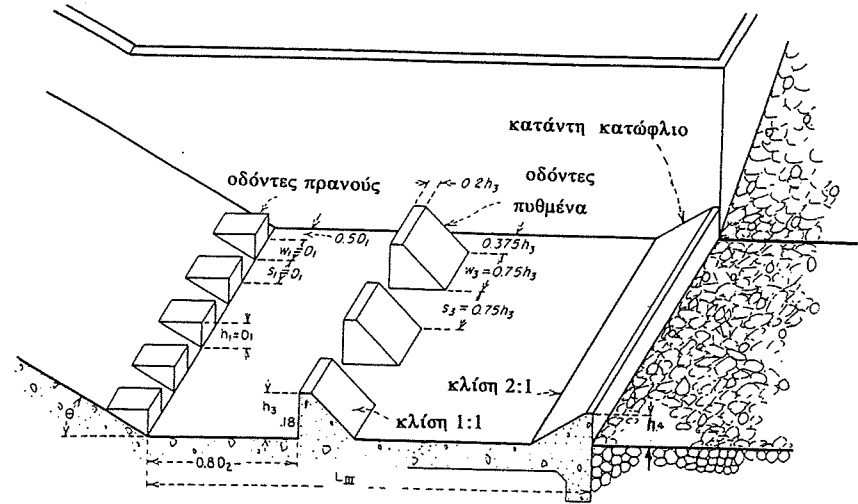 κατάντη κατώφλιο
0.2h₃
οδόντες
πυθμένα
οδόντες πρανούς
0.5D₁
w₁=D₁
s₁=D₁
0.375h₃
w₃=0.75h₃
s₃=0.75h₃
h₁=D₁
κλίση 2:1
κλίση 1:1
h₃
.18
h₄
θ
0.8D₂
L_III